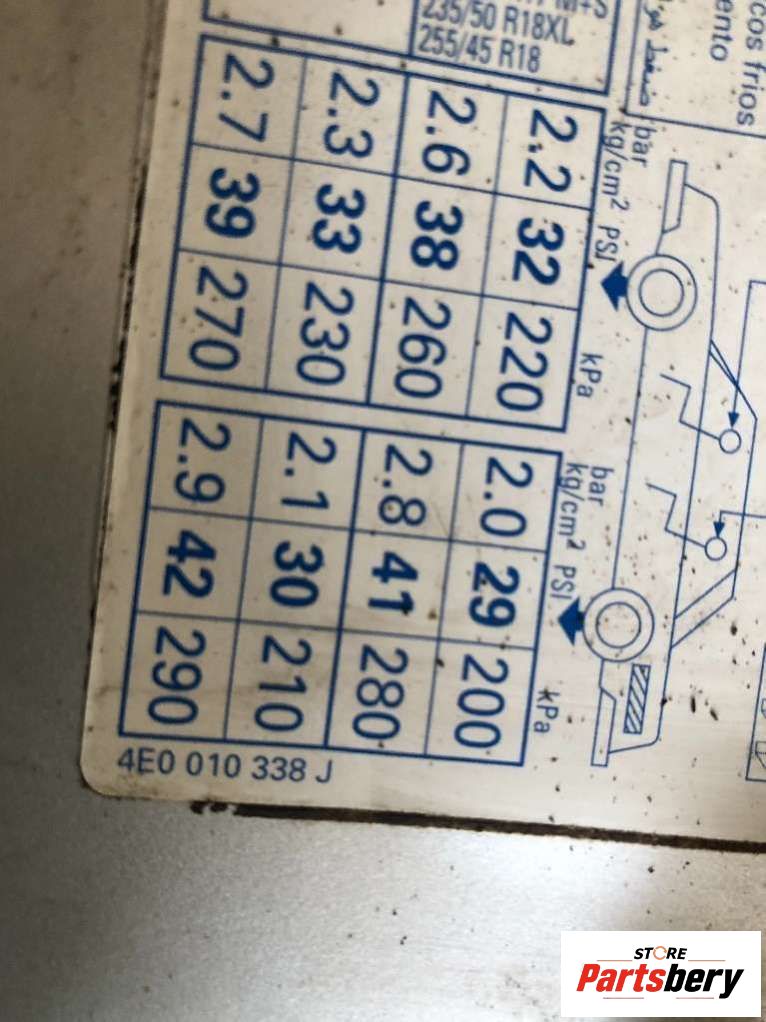 M+S
235/50 R18XL
255/45 R18
cos frios
ento
ضغط
bar
kg/cm² PSI kPa
2.2 32 220
2.6 38 260
2.3 33 230
2.7 39 270
bar
kg/cm² PSI kPa
2.0 29 200
2.8 41 280
2.1 30 210
2.9 42 290
4E0 010 338 J
STORE
Partsbery